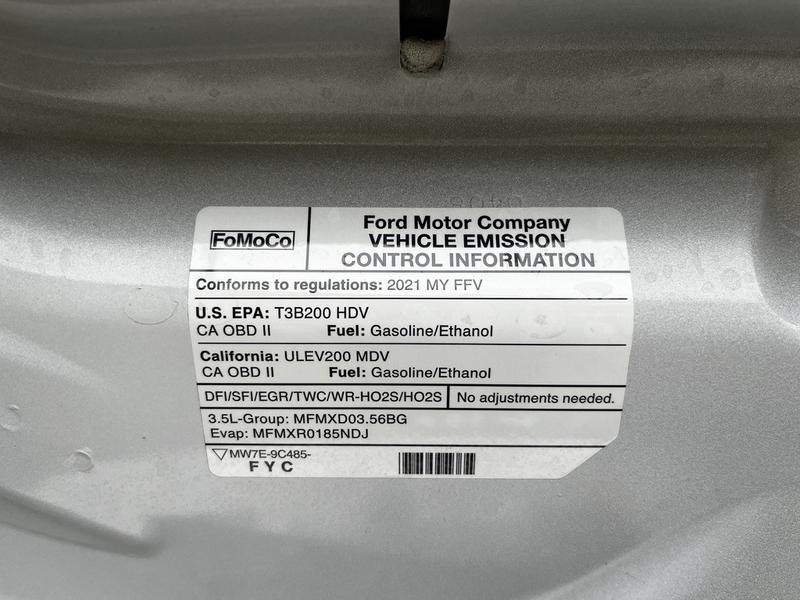 FoMoCo
Ford Motor Company
VEHICLE EMISSION
CONTROL INFORMATION
Conforms to regulations: 2021 MY FFV
U.S. EPA: T3B200 HDV
CA OBD II Fuel: Gasoline/Ethanol
California: ULEV200 MDV
CA OBD II Fuel: Gasoline/Ethanol
DFI/SFI/EGR/TWC/WR-HO2S/HO2S No adjustments needed.
3.5L-Group: MFMXD03.56BG
Evap: MFMXR0185NDJ
MW7E-9C485-
F Y C